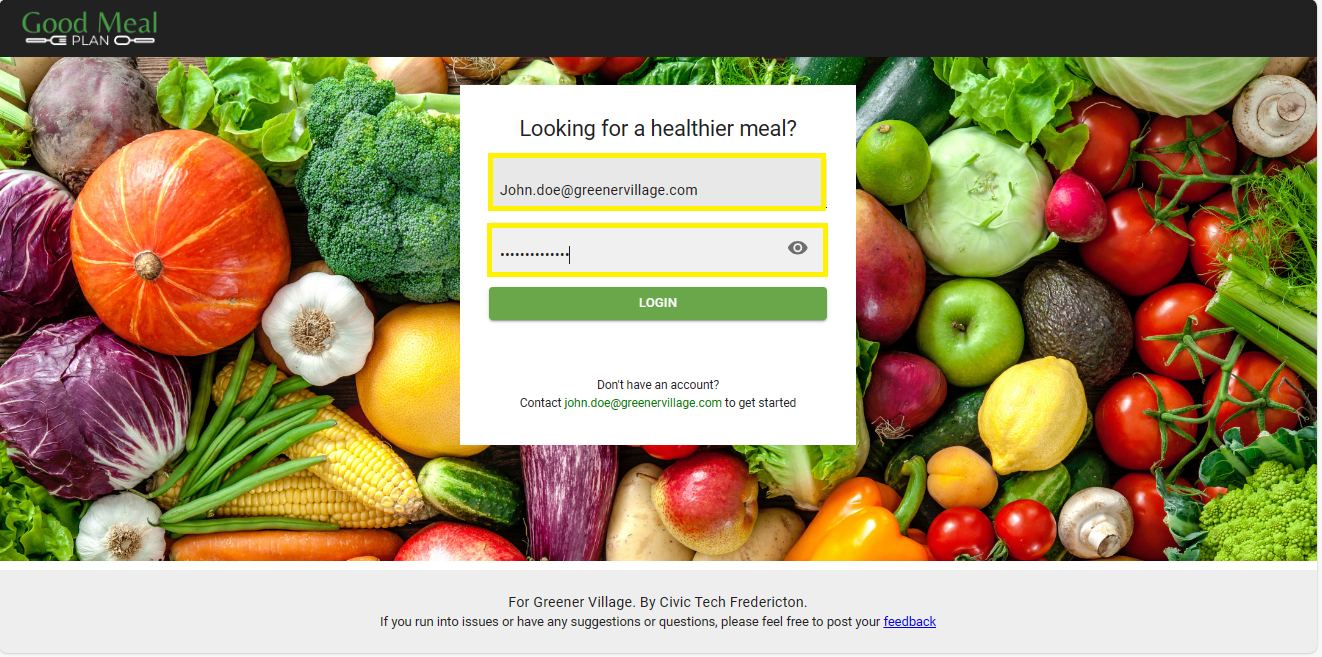 Good Meal
PLAN
Looking for a healthier meal?
John.doe@greenervillage.com
••••••••••••••
LOGIN
Don't have an account?
Contact john.doe@greenervillage.com to get started
For Greener Village. By Civic Tech Fredericton.
If you run into issues or have any suggestions or questions, please feel free to post your feedback